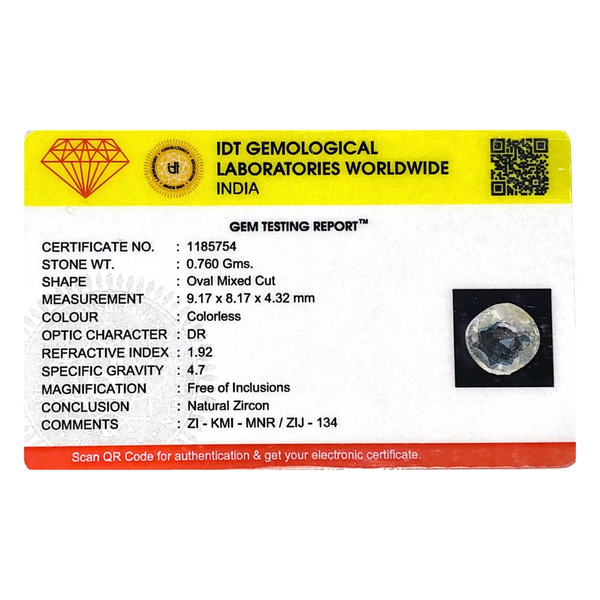 IDT GEMOLOGICAL
LABORATORIES WORLDWIDE
INDIA
GEM TESTING REPORT™
CERTIFICATE NO. : 1185754
STONE WT. : 0.760 Gms.
SHAPE : Oval Mixed Cut
MEASUREMENT : 9.17 x 8.17 x 4.32 mm
COLOUR : Colorless
OPTIC CHARACTER : DR
REFRACTIVE INDEX : 1.92
SPECIFIC GRAVITY : 4.7
MAGNIFICATION : Free of Inclusions
CONCLUSION : Natural Zircon
COMMENTS : ZI - KMI - MNR / ZIJ - 134
Scan QR Code for authentication & get your electronic certificate.